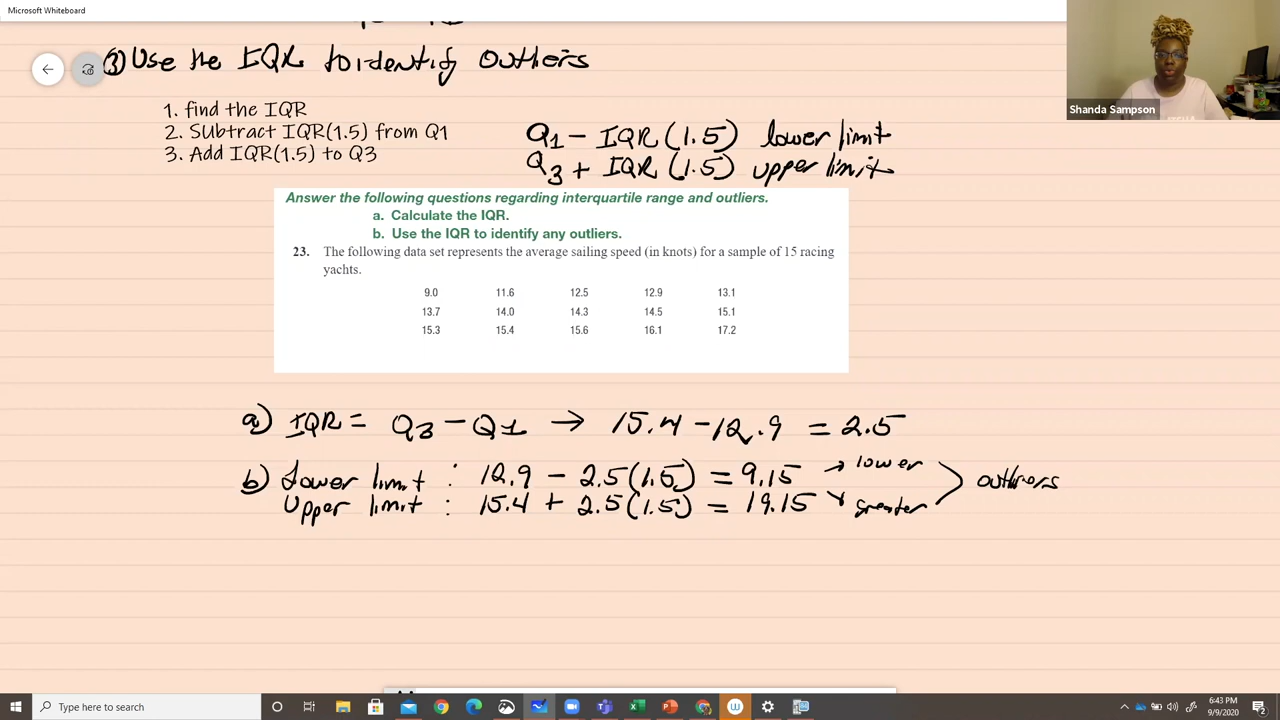 Microsoft Whiteboard
③ Use the IQR to identify outliers
Shanda Sampson
1. find the IQR
2. Subtract IQR(1.5) from Q1
3. Add IQR(1.5) to Q3
Q1 - IQR (1.5) lower limit
Q3 + IQR (1.5) upper limit
Answer the following questions regarding interquartile range and outliers.
a. Calculate the IQR.
b. Use the IQR to identify any outliers.
23. The following data set represents the average sailing speed (in knots) for a sample of 15 racing
yachts.
9.0 11.6 12.5 12.9 13.1
13.7 14.0 14.3 14.5 15.1
15.3 15.4 15.6 16.1 17.2
a) IQR = Q3 - Q1 → 15.4 - 12.9 = 2.5
b) Lower limit : 12.9 - 2.5(1.5) = 9.15 → lower
Upper limit : 15.4 + 2.5(1.5) = 19.15 ↘ greater
outliers
Type here to search
6:43 PM
9/9/2020